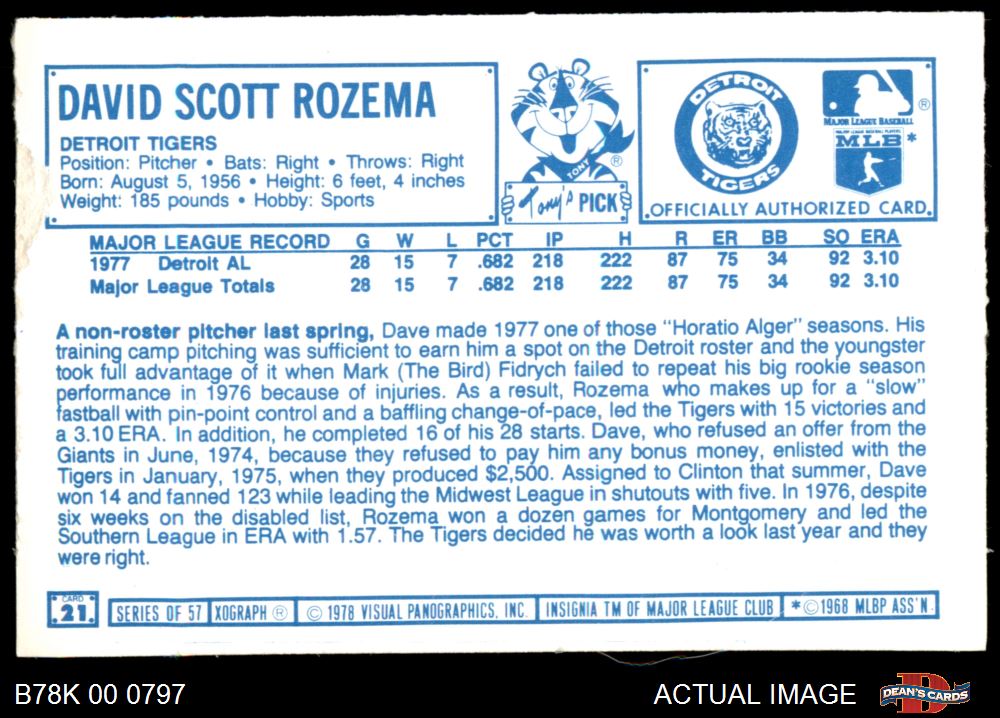 DAVID SCOTT ROZEMA
DETROIT TIGERS
Position: Pitcher • Bats: Right • Throws: Right
Born: August 5, 1956 • Height: 6 feet, 4 inches
Weight: 185 pounds • Hobby: Sports
TONY ®
Tony's PICK
DETROIT
TIGERS
®
MAJOR LEAGUE BASEBALL
MAJOR LEAGUE BASEBALL PLAYERS
MLB *
OFFICIALLY AUTHORIZED CARD
MAJOR LEAGUE RECORD G W L PCT IP H R ER BB SO ERA
1977 Detroit AL 28 15 7 .682 218 222 87 75 34 92 3.10
Major League Totals 28 15 7 .682 218 222 87 75 34 92 3.10
A non-roster pitcher last spring, Dave made 1977 one of those "Horatio Alger" seasons. His
training camp pitching was sufficient to earn him a spot on the Detroit roster and the youngster
took full advantage of it when Mark (The Bird) Fidrych failed to repeat his big rookie season
performance in 1976 because of injuries. As a result, Rozema who makes up for a "slow"
fastball with pin-point control and a baffling change-of-pace, led the Tigers with 15 victories and
a 3.10 ERA. In addition, he completed 16 of his 28 starts. Dave, who refused an offer from the
Giants in June, 1974, because they refused to pay him any bonus money, enlisted with the
Tigers in January, 1975, when they produced $2,500. Assigned to Clinton that summer, Dave
won 14 and fanned 123 while leading the Midwest League in shutouts with five. In 1976, despite
six weeks on the disabled list, Rozema won a dozen games for Montgomery and led the
Southern League in ERA with 1.57. The Tigers decided he was worth a look last year and they
were right.
CARD
21
SERIES OF 57 XOGRAPH ® © 1978 VISUAL PANOGRAPHICS, INC. INSIGNIA TM OF MAJOR LEAGUE CLUB * © 1968 MLBP ASS'N
B78K 00 0797
ACTUAL IMAGE
D
DEAN'S CARDS